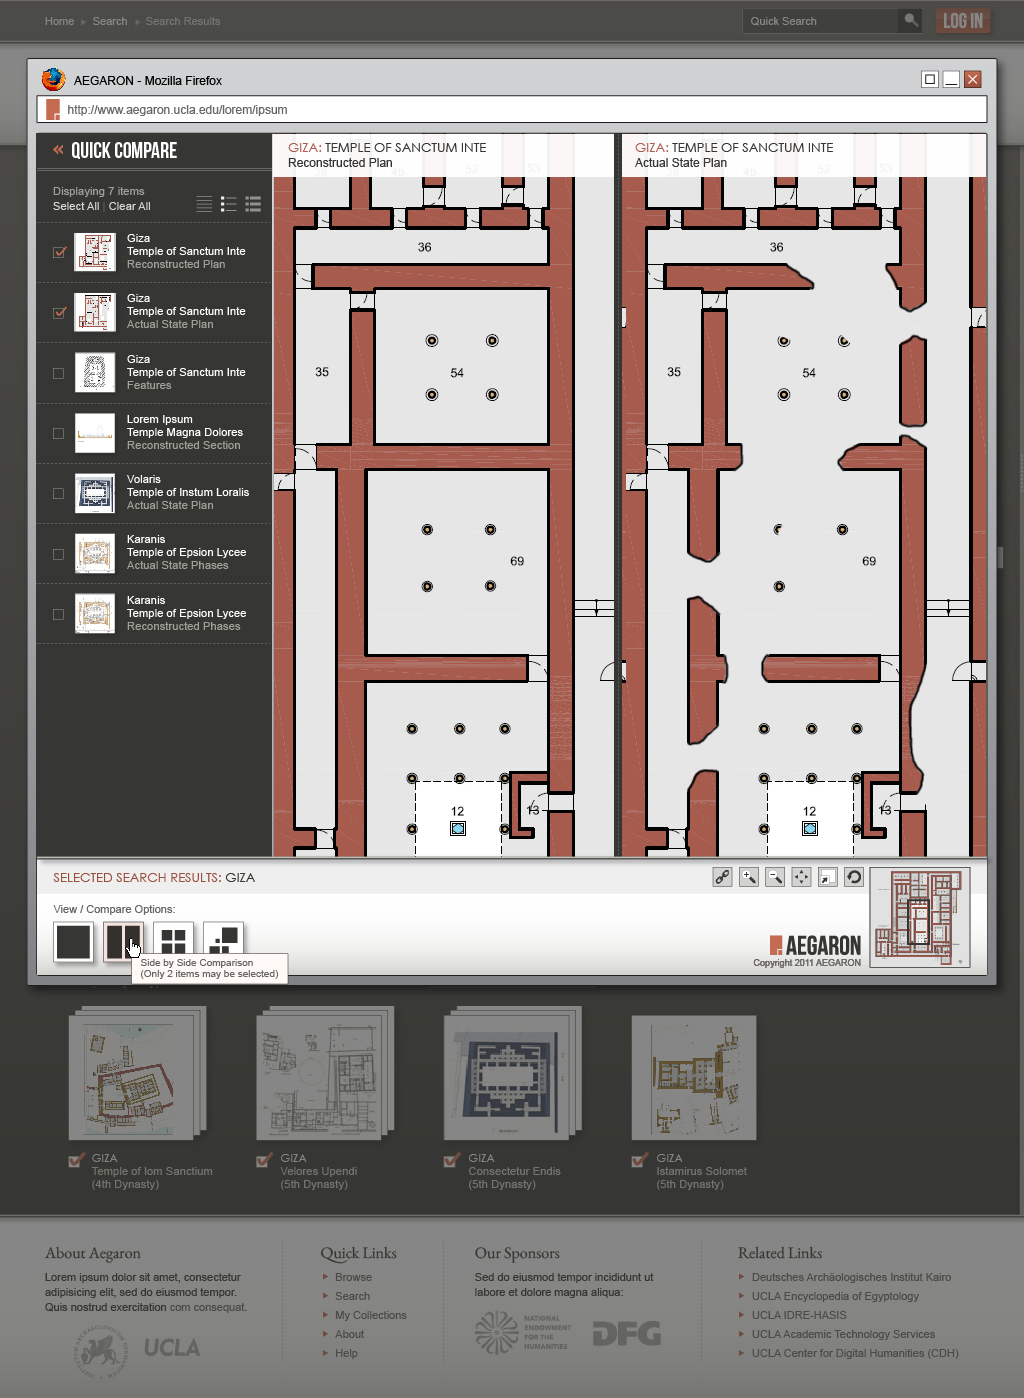 Home ▸ Search ▸ Search Results
Quick Search
LOG IN
AEGARON - Mozilla Firefox
http://www.aegaron.ucla.edu/lorem/ipsum
« QUICK COMPARE
Displaying 7 items
Select All | Clear All
Giza
Temple of Sanctum Inte
Reconstructed Plan
Giza
Temple of Sanctum Inte
Actual State Plan
Giza
Temple of Sanctum Inte
Features
Lorem Ipsum
Temple Magna Dolores
Reconstructed Section
Volaris
Temple of Instum Loralis
Actual State Plan
Karanis
Temple of Epsion Lycee
Actual State Phases
Karanis
Temple of Epsion Lycee
Reconstructed Phases
GIZA: TEMPLE OF SANCTUM INTE
Reconstructed Plan
38 45 52 53
36
35
54
69
12
13
GIZA: TEMPLE OF SANCTUM INTE
Actual State Plan
38 45 52 53
36
35
54
69
12
13
SELECTED SEARCH RESULTS: GIZA
View / Compare Options:
Side by Side Comparison
(Only 2 items may be selected)
AEGARON
Copyright 2011 AEGARON
GIZA
Temple of Iom Sanctium
(4th Dynasty)
GIZA
Velores Upendi
(5th Dynasty)
GIZA
Consectetur Endis
(5th Dynasty)
GIZA
Istamirus Solomet
(5th Dynasty)
About Aegaron
Lorem ipsum dolor sit amet, consectetur
adipisicing elit, sed do eiusmod tempor.
Quis nostrud exercitation com consequat.
UCLA
Quick Links
Browse
Search
My Collections
About
Help
Our Sponsors
Sed do eiusmod tempor incididunt ut
labore et dolore magna aliqua:
NATIONAL
ENDOWMENT
FOR THE
HUMANITIES
DFG
Related Links
Deutsches Archäologisches Institut Kairo
UCLA Encyclopedia of Egyptology
UCLA IDRE-HASIS
UCLA Academic Technology Services
UCLA Center for Digital Humanities (CDH)